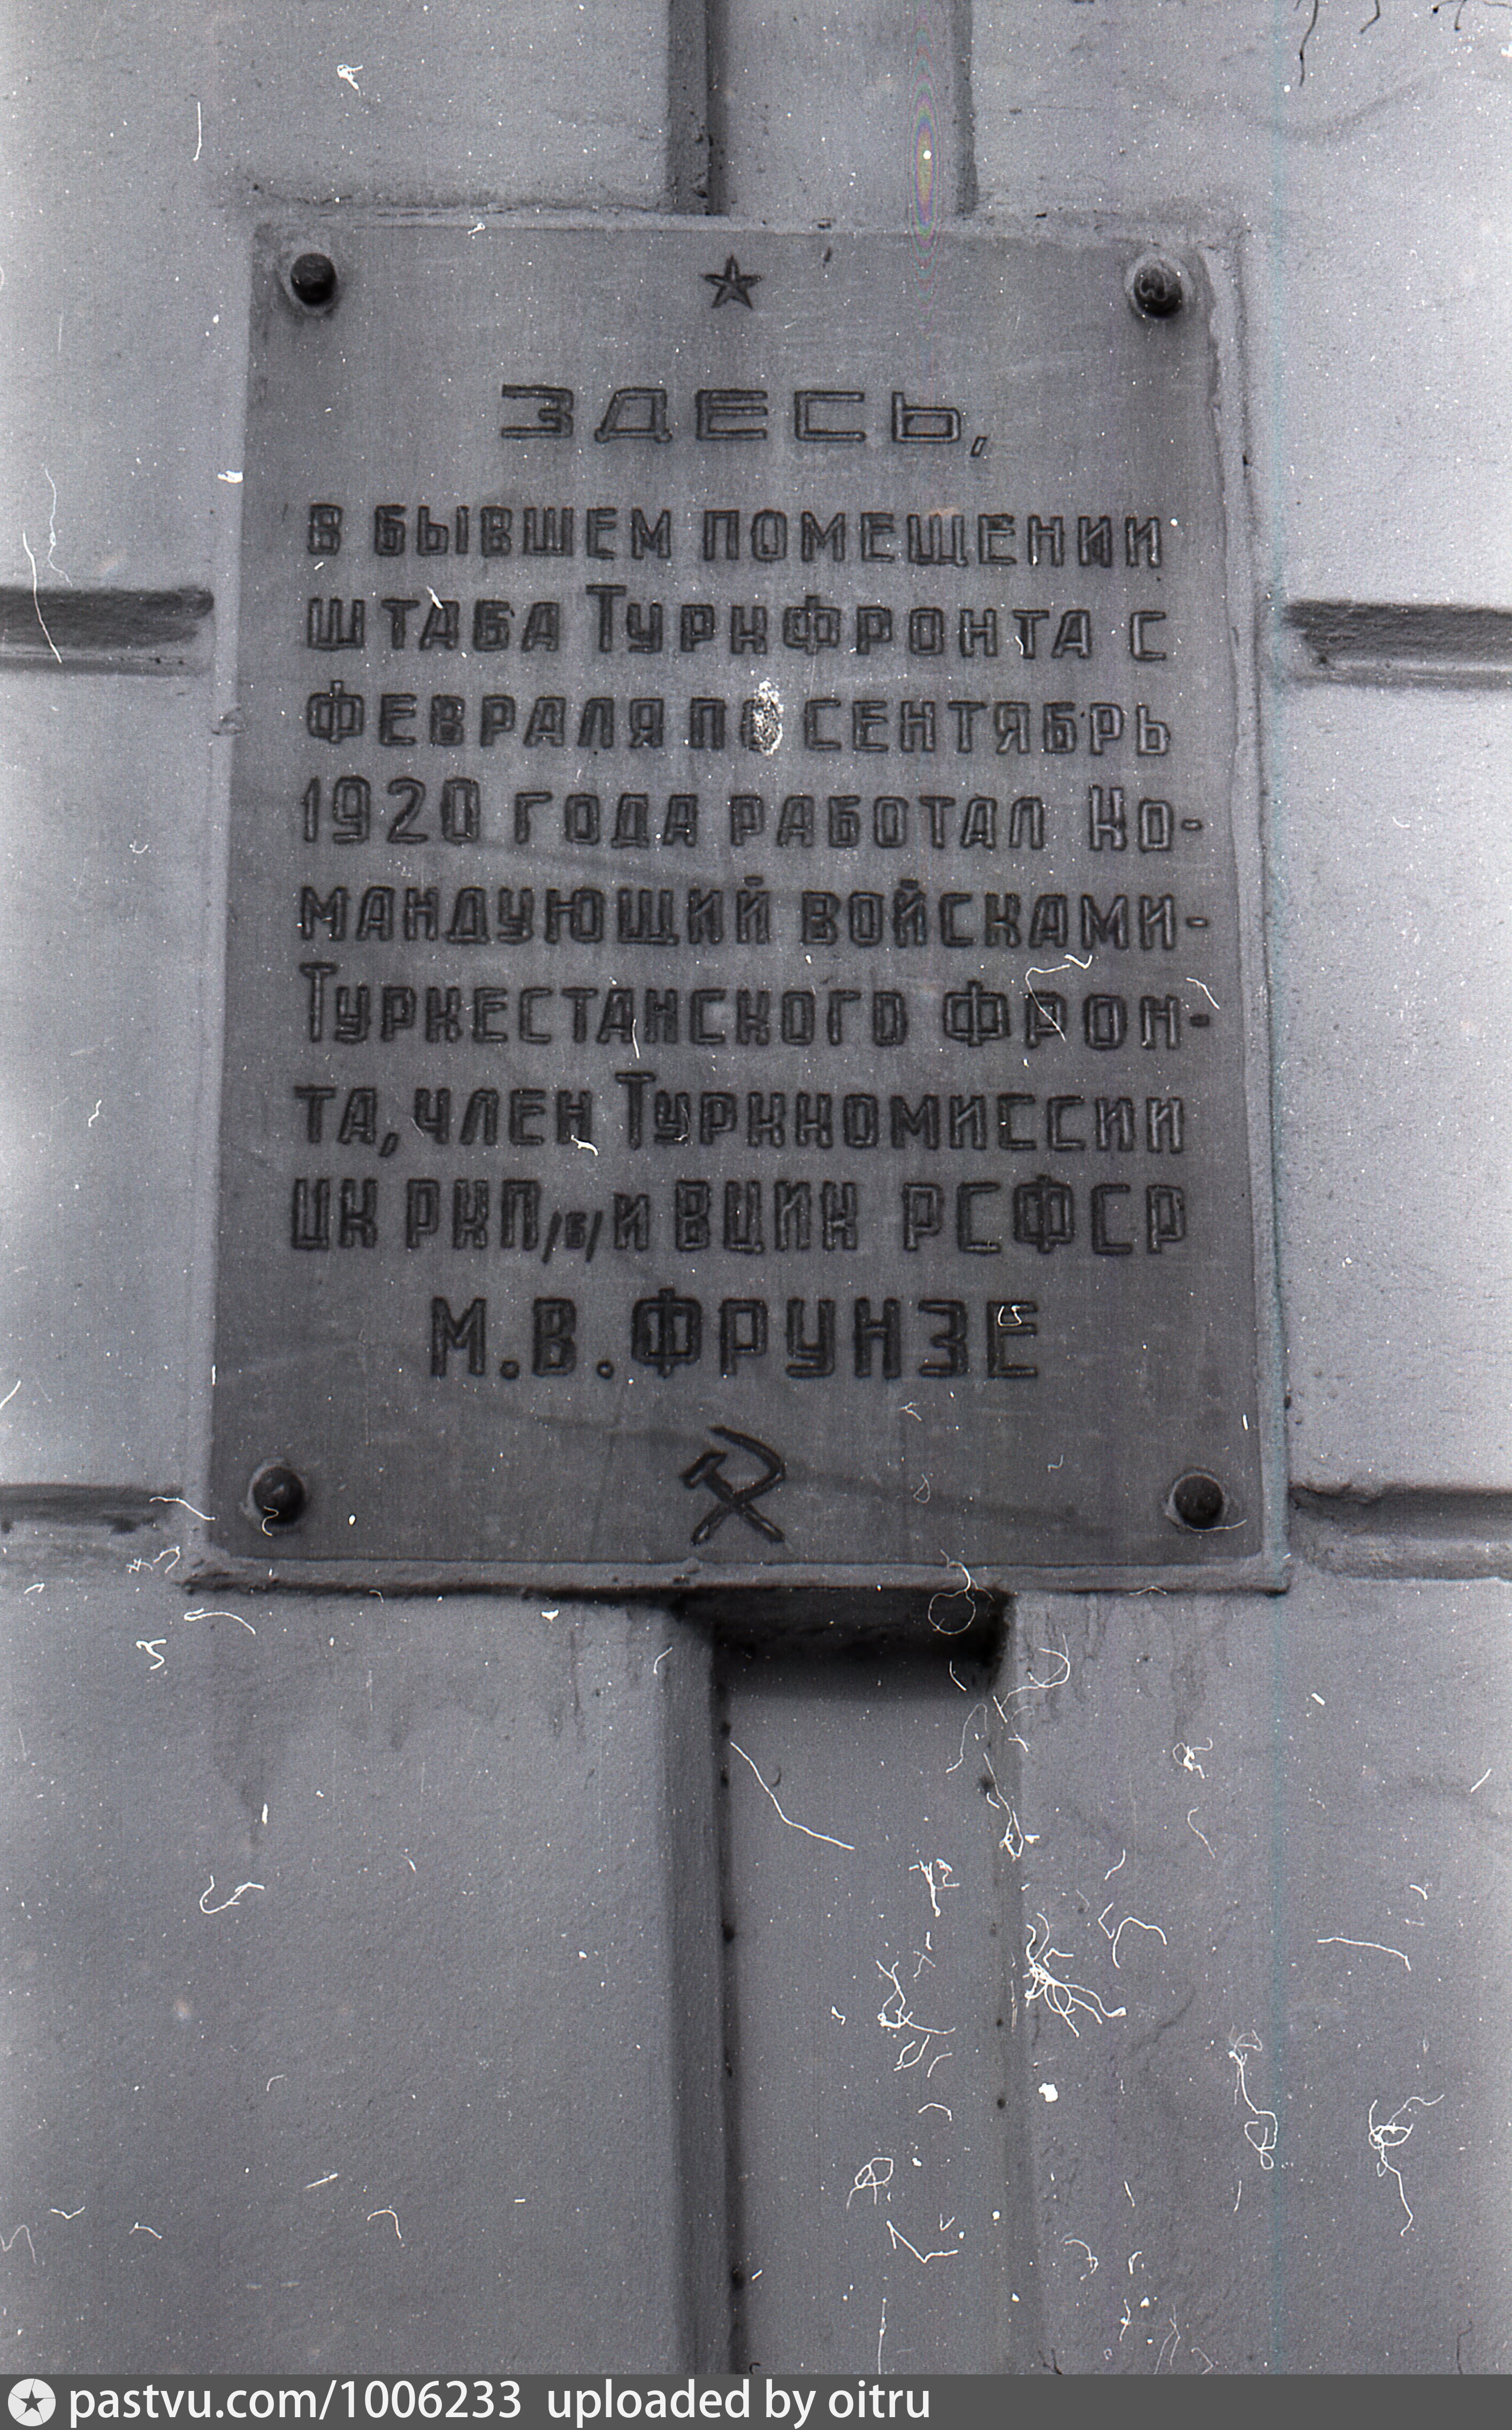 ЗДЕСЬ,
В БЫВШЕМ ПОМЕЩЕНИИ
ШТАБА ТУРКФРОНТА С
ФЕВРАЛЯ ПО СЕНТЯБРЬ
1920 ГОДА РАБОТАЛ КО-
МАНДУЮЩИЙ ВОЙСКАМИ-
ТУРКЕСТАНСКОГО ФРОН-
ТА, ЧЛЕН ТУРККОМИССИИ
ЦК РКП/Б/ И ВЦИК РСФСР
М.В.ФРУНЗЕ
pastvu.com/1006233 uploaded by oitru